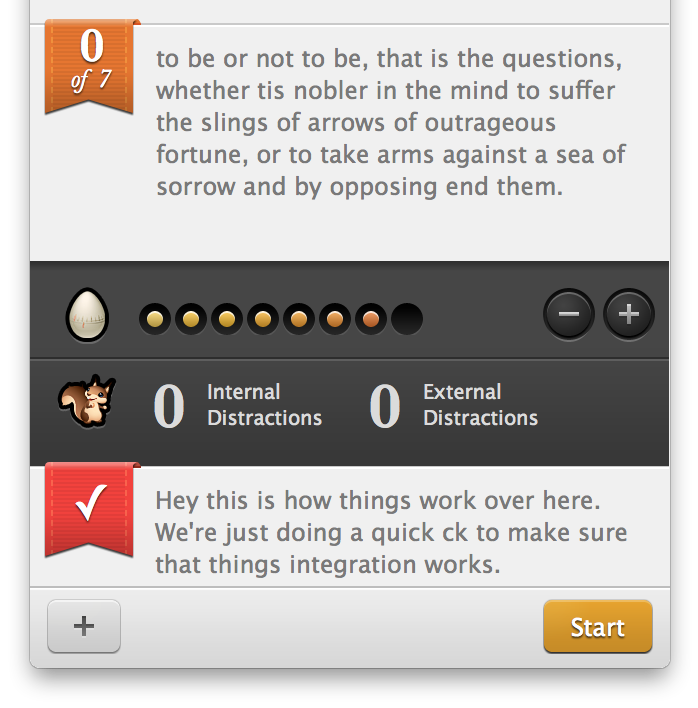 0
of 7
to be or not to be, that is the questions,
whether tis nobler in the mind to suffer
the slings of arrows of outrageous
fortune, or to take arms against a sea of
sorrow and by opposing end them.
0 Internal
Distractions
0 External
Distractions
Hey this is how things work over here.
We're just doing a quick ck to make sure
that things integration works.
Start